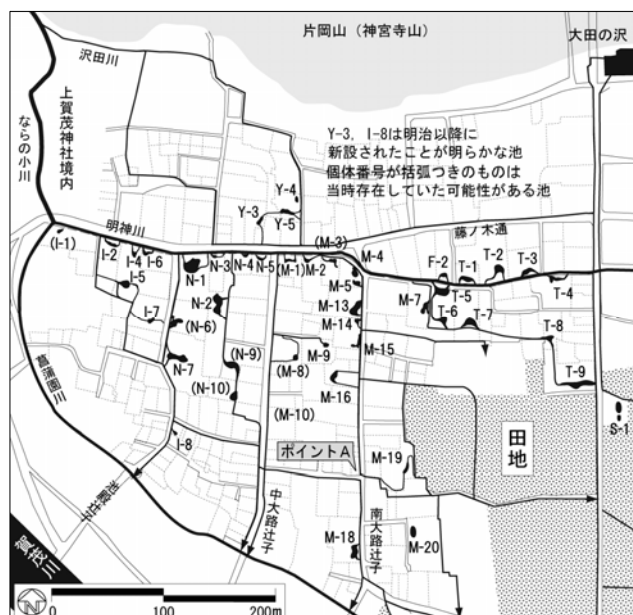 片岡山（神宮寺山）
大田の沢
沢田川
上賀茂神社境内
ならの小川
Y-3, I-8は明治以降に
新設されたことが明らかな池
個体番号が括弧つきのものは
当時存在していた可能性がある池
Y-4
Y-3
Y-5
明神川
藤ノ木通
(M-3)
M-4
(I-1)
I-2
I-4
I-6
I-5
I-7
N-1
N-3
N-4
N-5
(M-1)
M-2
F-2
T-1
T-2
T-3
T-4
M-5
N-2
M-13
M-7
T-5
T-6
T-7
(N-6)
M-14
T-8
N-7
(N-9)
M-9
M-15
(M-8)
(N-10)
M-16
T-9
(M-10)
S-1
菖蒲園川
I-8
ポイントA
M-19
田地
中大路辻子
南大路辻子
M-18
M-20
賀茂川
N
0
100
200m